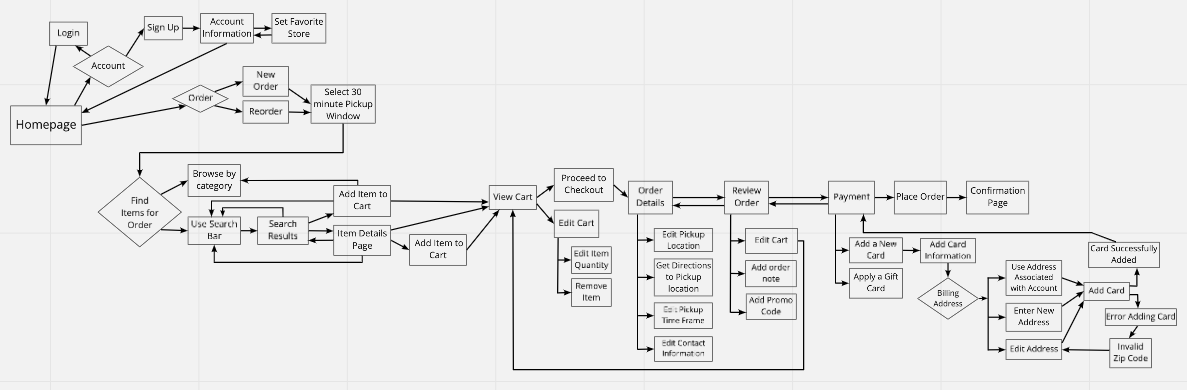 Login
Sign Up
Account
Information
Set Favorite
Store
Account
Homepage
Order
New
Order
Reorder
Select 30
minute Pickup
Window
Find
Items for
Order
Browse by
category
Use Search
Bar
Search
Results
Add Item to
Cart
Item Details
Page
Add Item to
Cart
View Cart
Proceed to
Checkout
Edit Cart
Edit Item
Quantity
Remove
Item
Order
Details
Edit Pickup
Location
Get Directions
to Pickup
location
Edit Pickup
Time Frame
Edit Contact
Information
Review
Order
Edit Cart
Add order
note
Add Promo
Code
Payment
Place Order
Confirmation
Page
Add a New
Card
Apply a Gift
Card
Add Card
Information
Billing
Address
Use Address
Associated
with Account
Enter New
Address
Edit Address
Add Card
Card Successfully
Added
Error Adding Card
Invalid
Zip Code